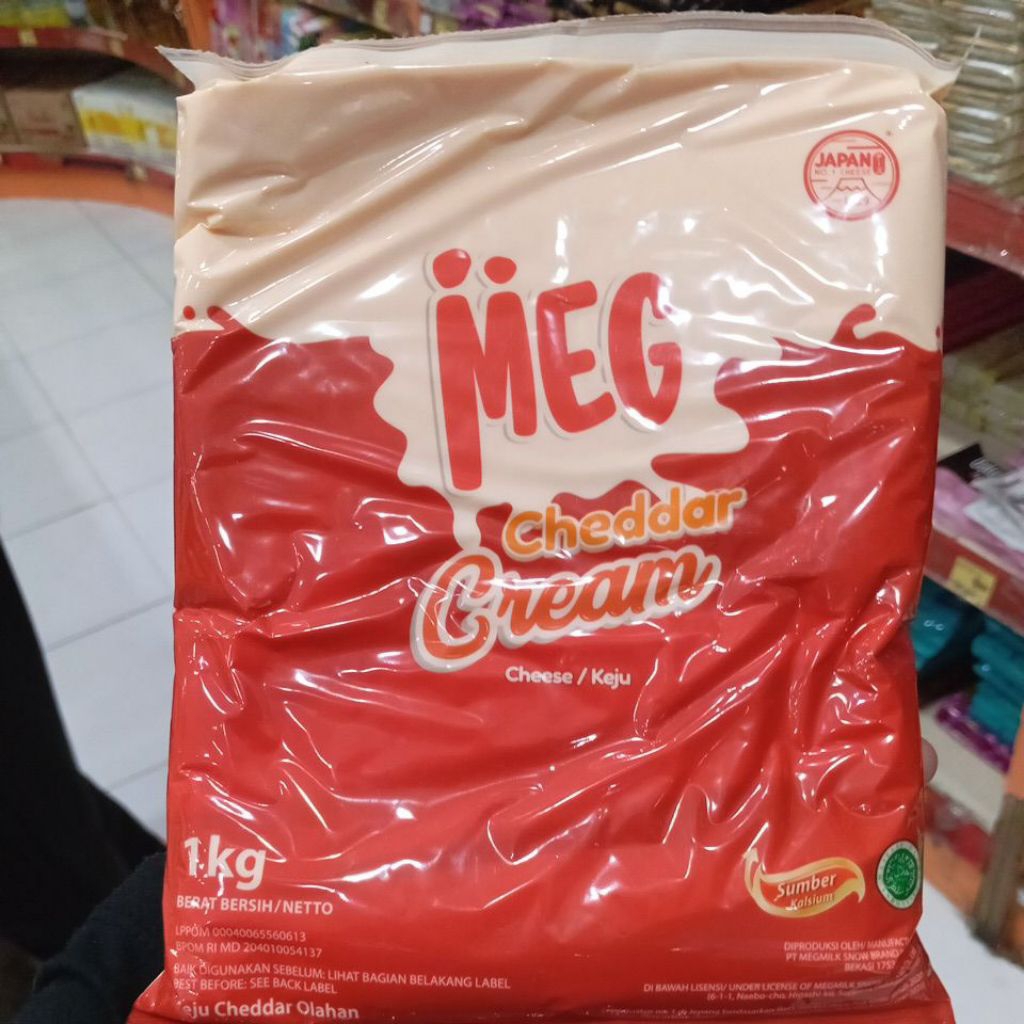 JAPAN
NO. 1 CHEESE
MEG
Cheddar
Cream
Cheese / Keju
1kg
BERAT BERSIH/NETTO
LPPOM 00040065560613
BPOM RI MD 204010054137
BAIK DIGUNAKAN SEBELUM: LIHAT BAGIAN BELAKANG LABEL
BEST BEFORE: SEE BACK LABEL
Keju Cheddar Olahan
Sumber
Kalsium
DIPRODUKSI OLEH/
PT MEGMILK SNOW BRAND
BEKASI
DI BAWAH LISENSI/ UNDER LICENSE OF MEGMILK